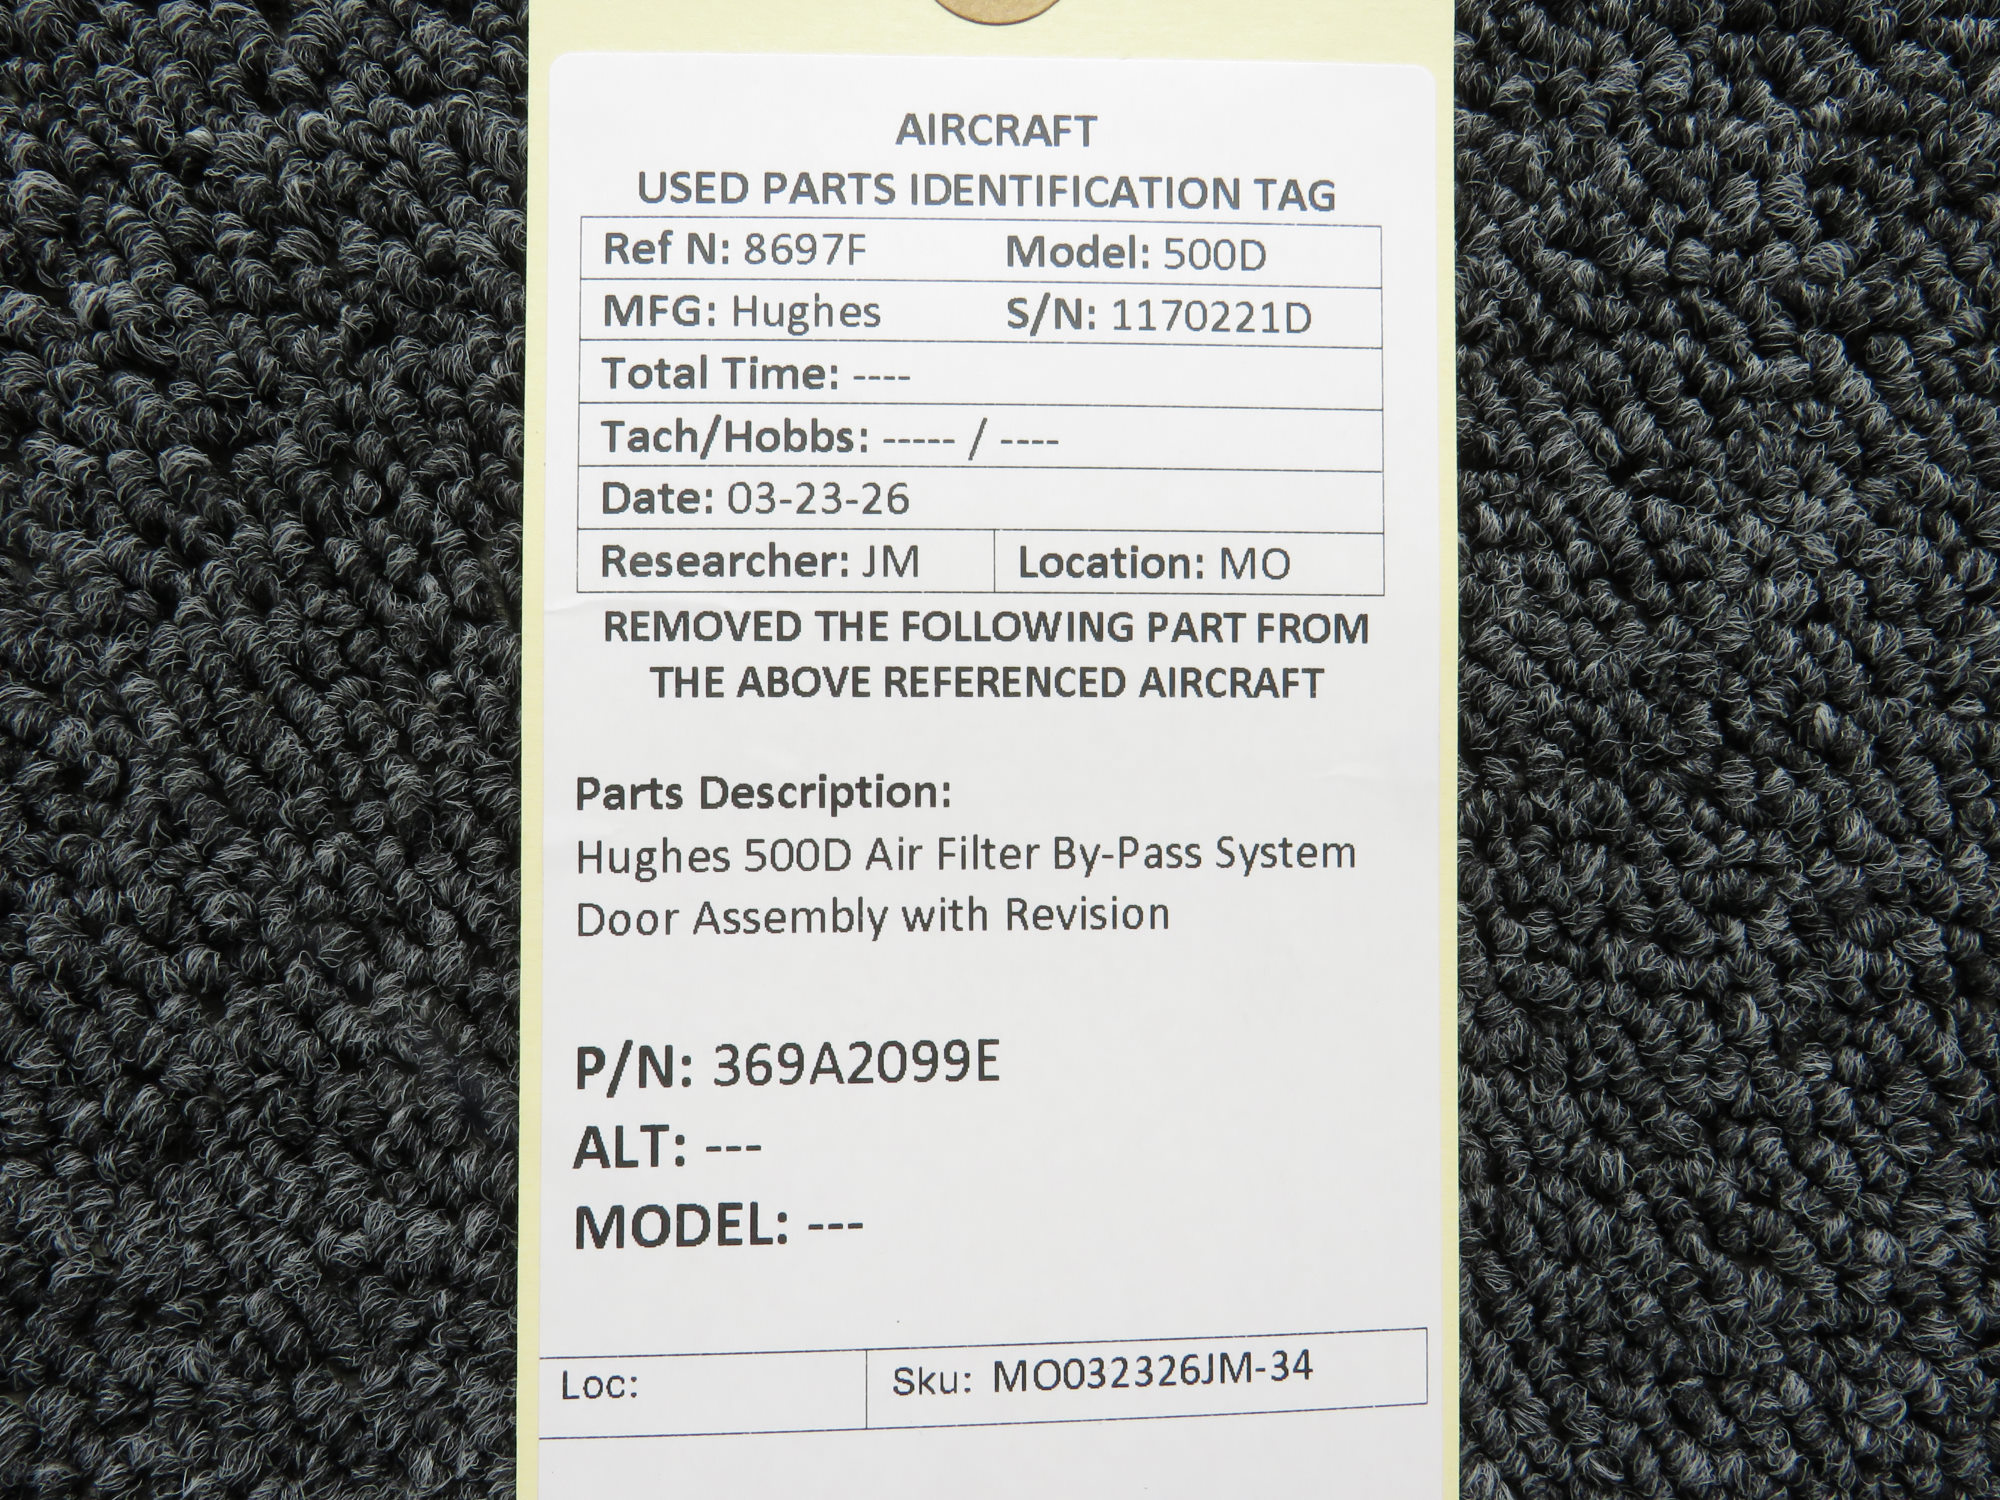 AIRCRAFT
USED PARTS IDENTIFICATION TAG
Ref N: 8697F Model: 500D
MFG: Hughes S/N: 1170221D
Total Time: ----
Tach/Hobbs: ----- / ----
Date: 03-23-26
Researcher: JM Location: MO
REMOVED THE FOLLOWING PART FROM
THE ABOVE REFERENCED AIRCRAFT
Parts Description:
Hughes 500D Air Filter By-Pass System
Door Assembly with Revision
P/N: 369A2099E
ALT: ---
MODEL: ---
Loc: Sku: MO032326JM-34